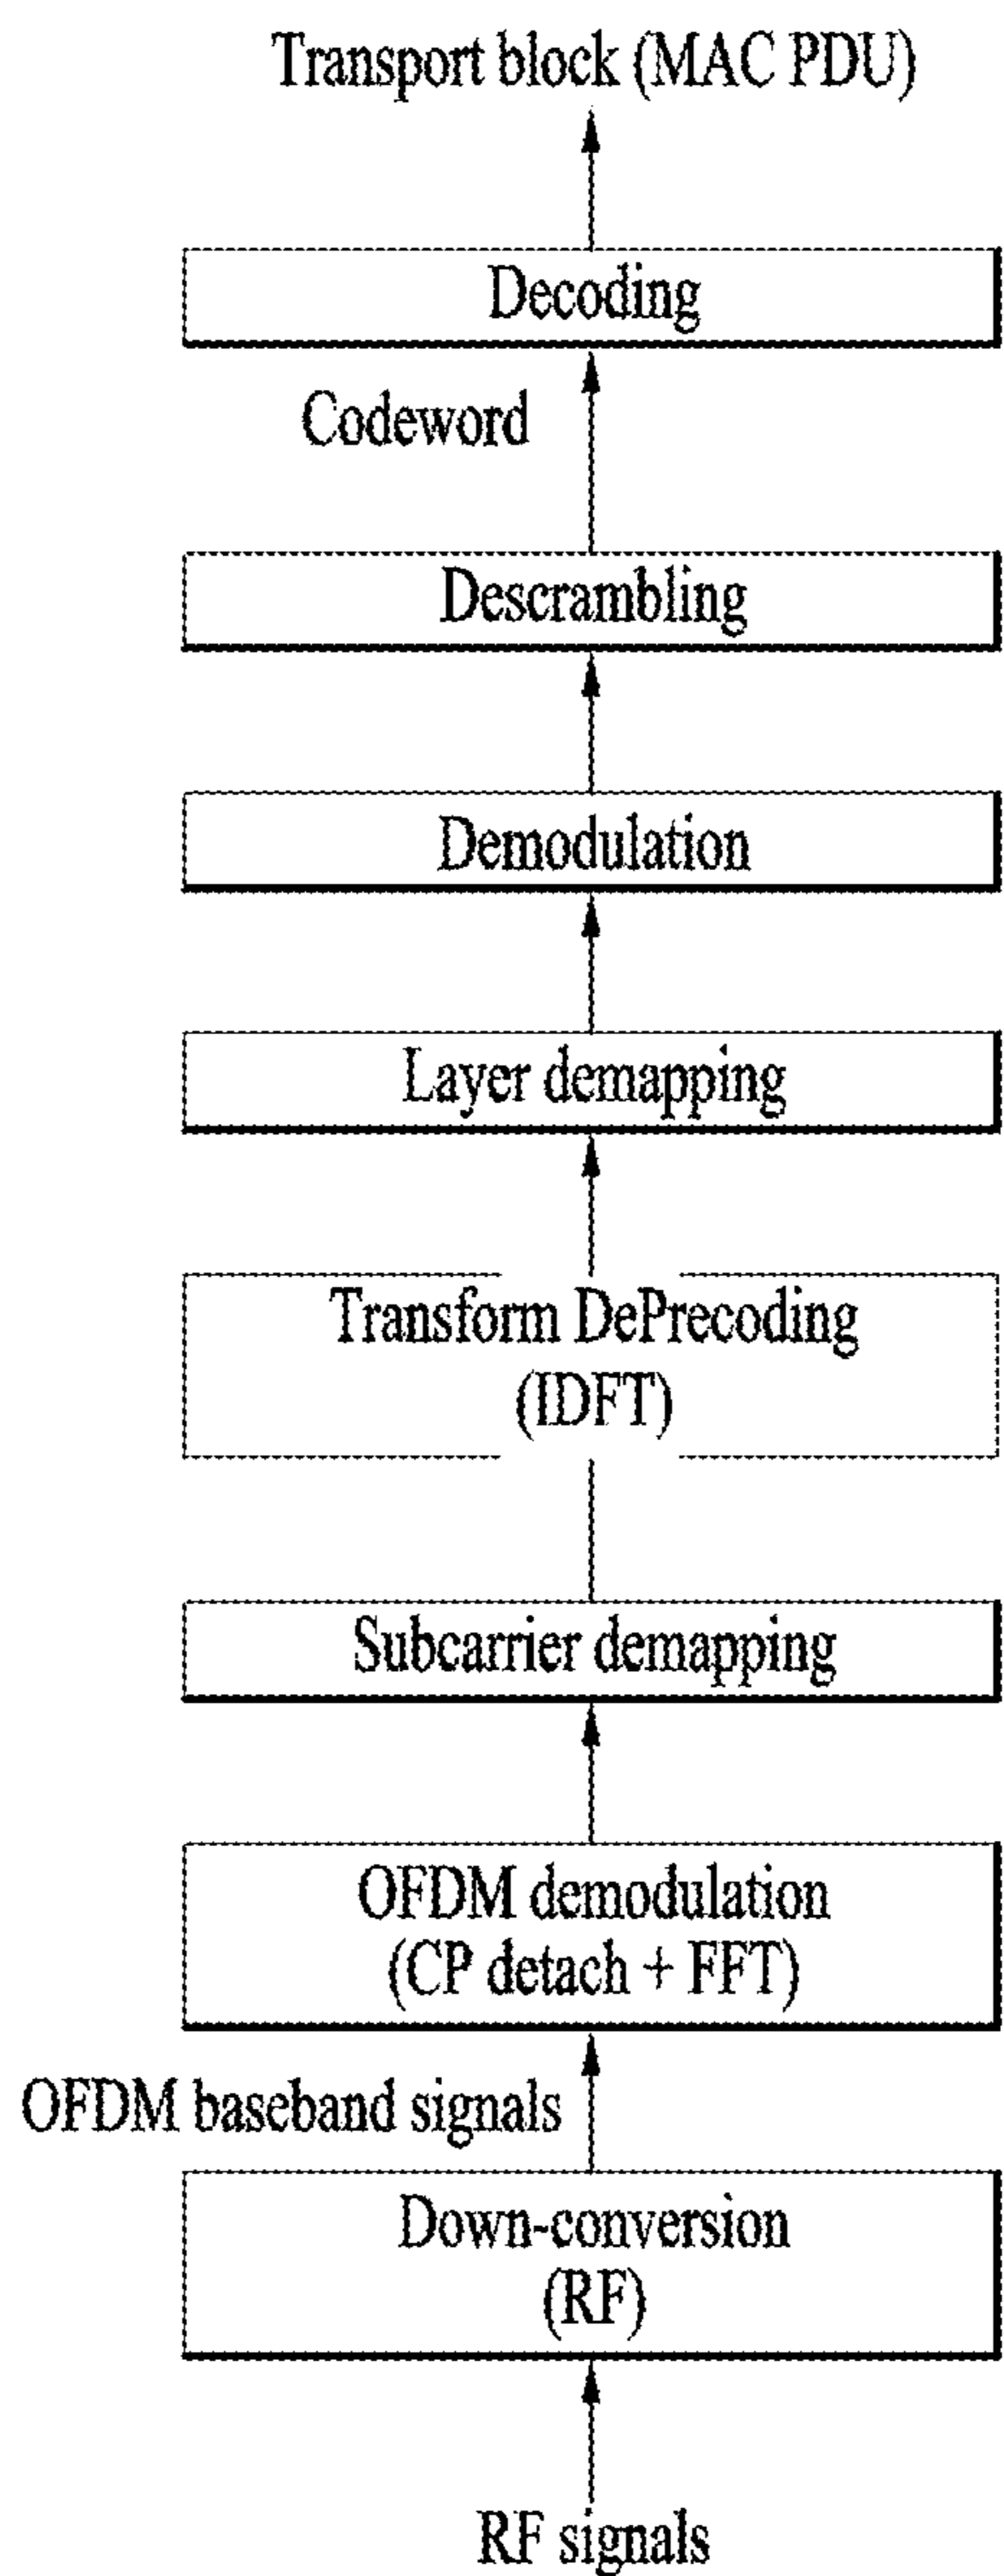 Transport block (MAC PDU)
Decoding
Codeword
Descrambling
Demodulation
Layer demapping
Transform DePrecoding
(IDFT)
Subcarrier demapping
OFDM demodulation
(CP detach + FFT)
OFDM baseband signals
Down-conversion
(RF)
RF signals